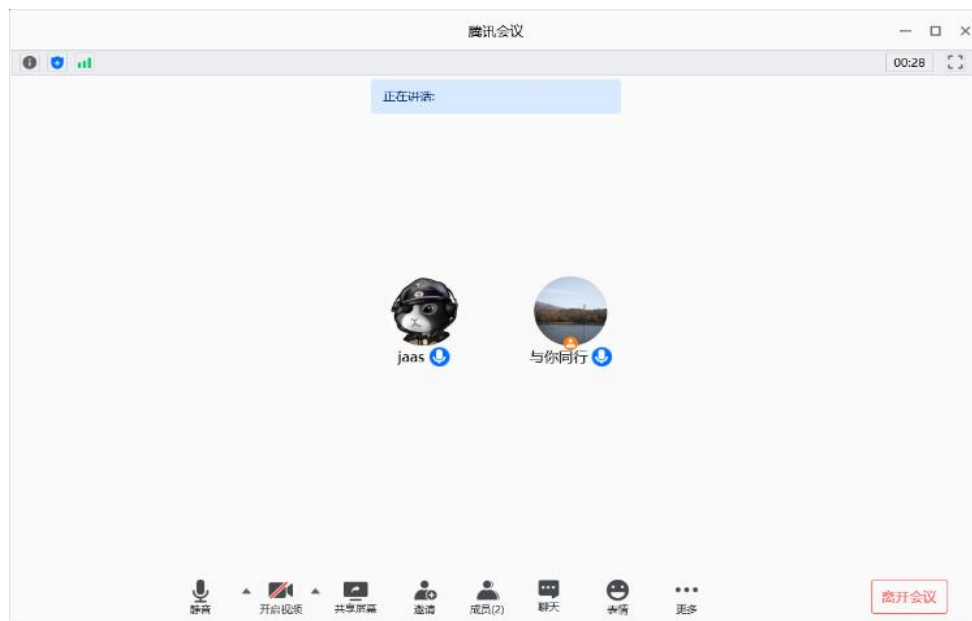 腾讯会议
00:28
正在讲话:
jaas 与你同行
静音 开启视频 共享屏幕 邀请 成员(2) 聊天 表情 更多 离开会议